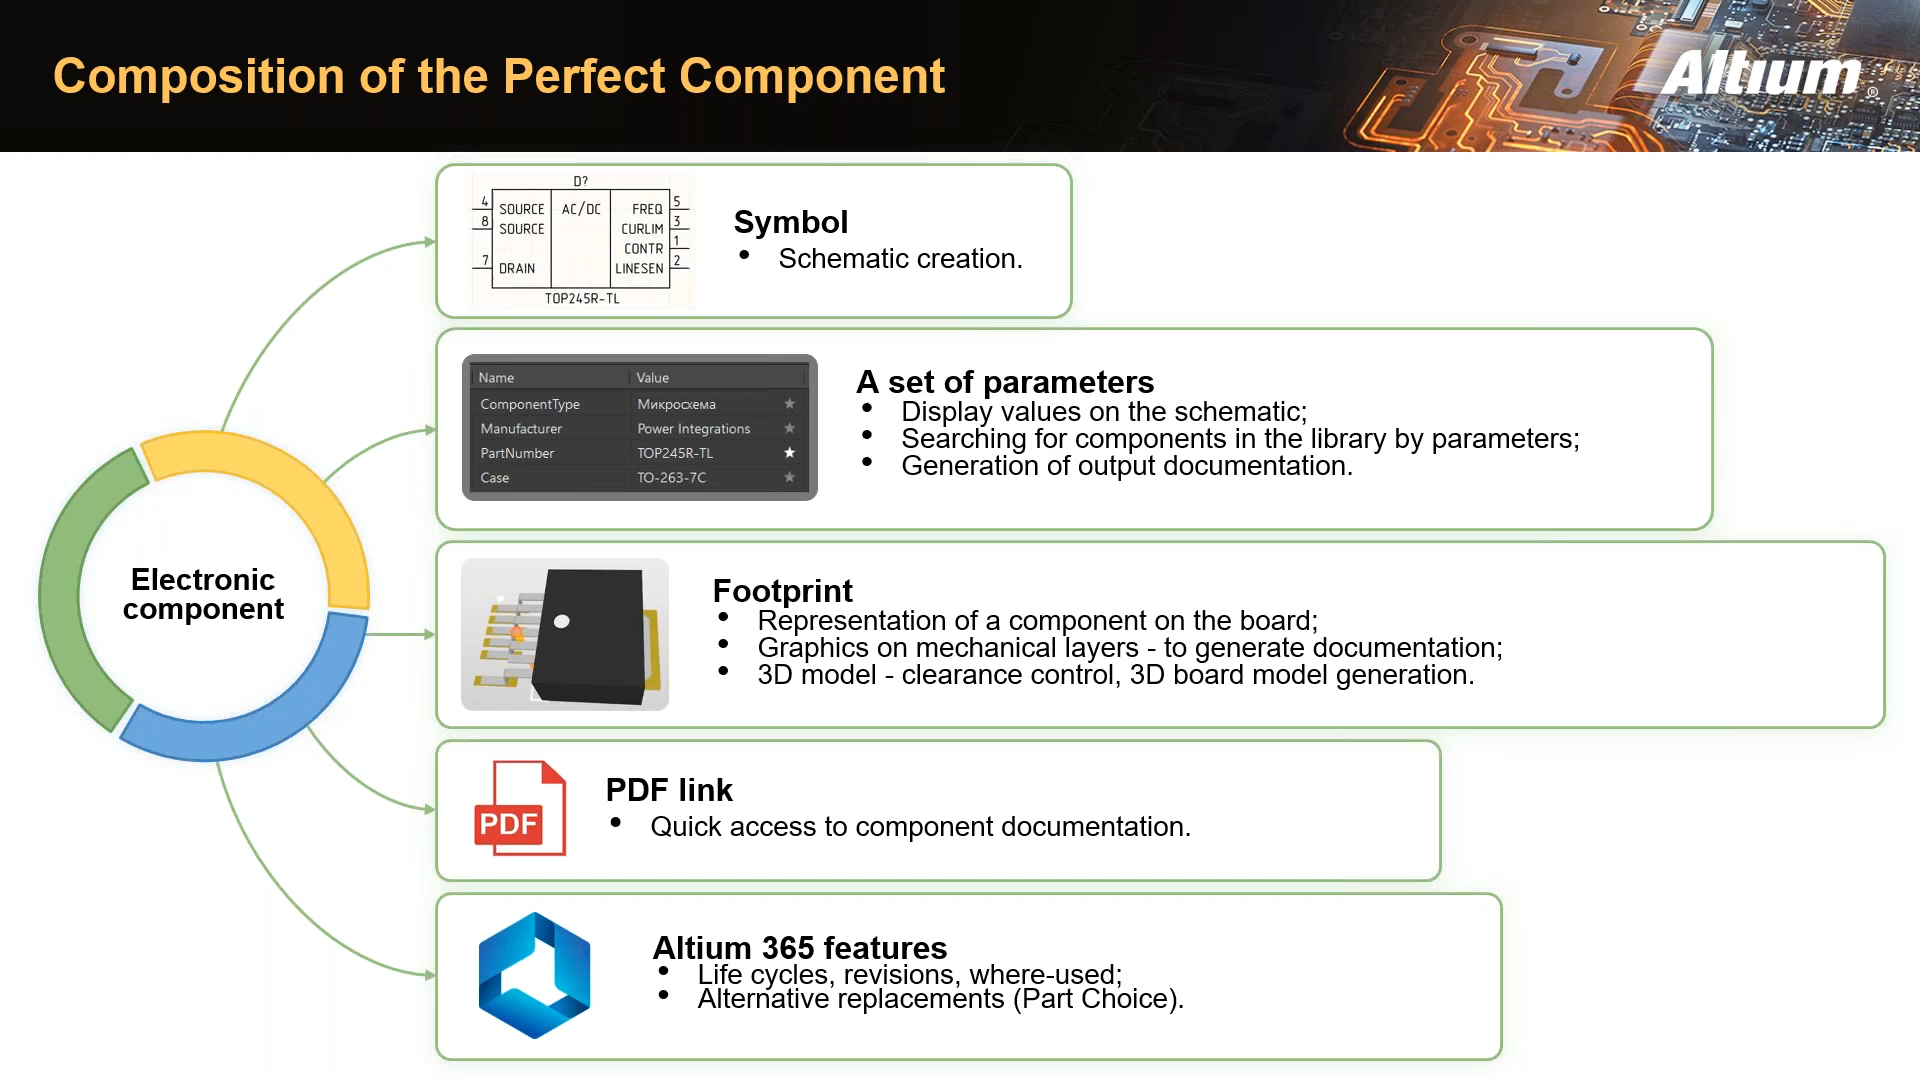 Composition of the Perfect Component
Altium®
D?
4 SOURCE AC/DC FREQ 5
8 SOURCE CURLIM 3
CONTR 1
7 DRAIN LINESEN 2
TOP245R-TL
Symbol
• Schematic creation.
Name Value
ComponentType Микросхема
Manufacturer Power Integrations
PartNumber TOP245R-TL
Case TO-263-7C
A set of parameters
• Display values on the schematic;
• Searching for components in the library by parameters;
• Generation of output documentation.
Electronic
component
Footprint
• Representation of a component on the board;
• Graphics on mechanical layers - to generate documentation;
• 3D model - clearance control, 3D board model generation.
PDF
PDF link
• Quick access to component documentation.
Altium 365 features
• Life cycles, revisions, where-used;
• Alternative replacements (Part Choice).